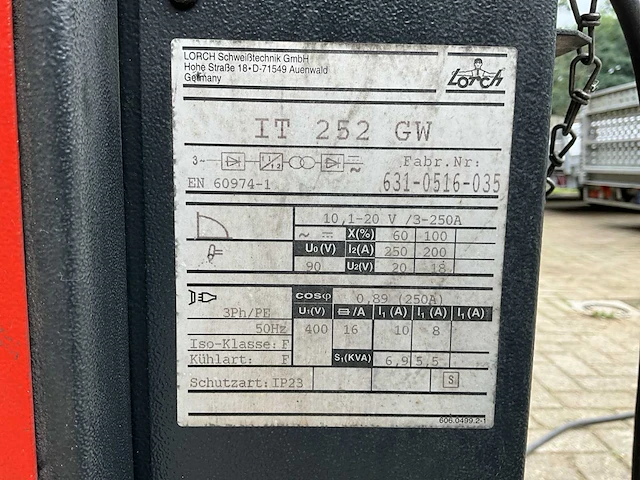 LORCH Schweißtechnik GmbH
Hohe Straße 18•D-71549 Auenwald
Germany
Lorch
IT 252 GW
3~
Fabr.Nr:
EN 60974-1
631-0516-035
10,1-20 V /3-250A
X(%) 60 100
U₀(V) I₂(A) 250 200
90 U₂(V) 20 18
cosφ 0,89 (250A)
U₁(V) /A I₁(A) I₁(A) I₁(A)
3Ph/PE
50Hz 400 16 10 8
Iso-Klasse: F
Kühlart: F S₁(KVA) 6,9 5,5
Schutzart: IP23 S
606.0499.2-1